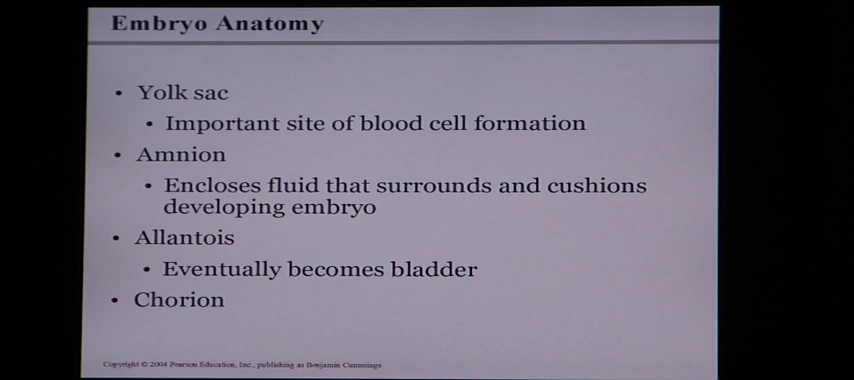 Embryo Anatomy
• Yolk sac
• Important site of blood cell formation
• Amnion
• Encloses fluid that surrounds and cushions
developing embryo
• Allantois
• Eventually becomes bladder
• Chorion
Copyright © 2004 Pearson Education, Inc., publishing as Benjamin Cummings